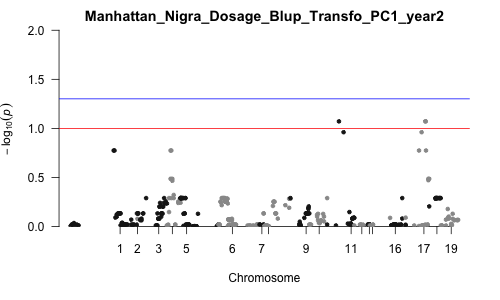 Manhattan_Nigra_Dosage_Blup_Transfo_PC1_year2
2.0
1.5
1.0
0.5
0.0
− log10(p)
1 2 3 5 6 7 9 11 16 17 19
Chromosome